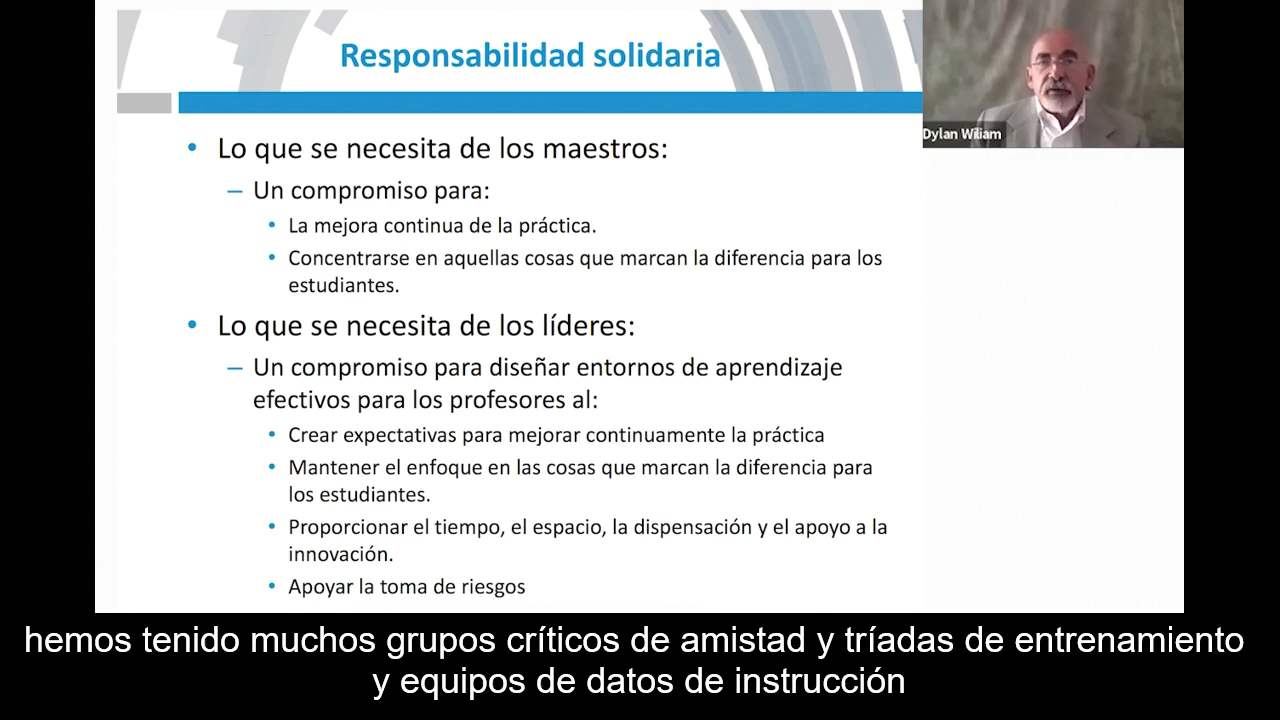 Responsabilidad solidaria
Dylan Wiliam
• Lo que se necesita de los maestros:
– Un compromiso para:
• La mejora continua de la práctica.
• Concentrarse en aquellas cosas que marcan la diferencia para los
estudiantes.
• Lo que se necesita de los líderes:
– Un compromiso para diseñar entornos de aprendizaje
efectivos para los profesores al:
• Crear expectativas para mejorar continuamente la práctica
• Mantener el enfoque en las cosas que marcan la diferencia para
los estudiantes.
• Proporcionar el tiempo, el espacio, la dispensación y el apoyo a la
innovación.
• Apoyar la toma de riesgos
hemos tenido muchos grupos críticos de amistad y tríadas de entrenamiento
y equipos de datos de instrucción